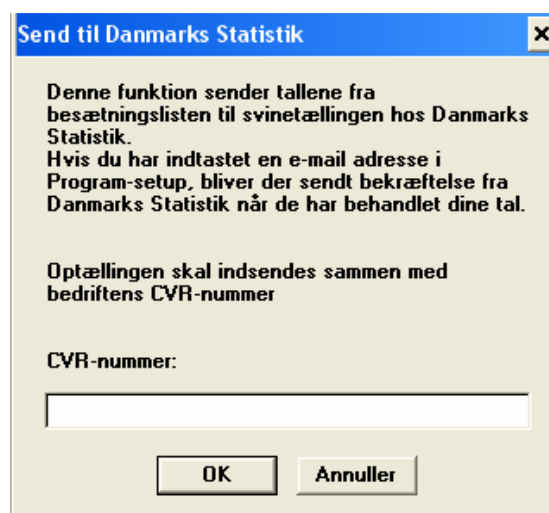 Send til Danmarks Statistik
Denne funktion sender tallene fra
besætningslisten til svinetællingen hos Danmarks
Statistik.
Hvis du har indtastet en e-mail adresse i
Program-setup, bliver der sendt bekræftelse fra
Danmarks Statistik når de har behandlet dine tal.
Optællingen skal indsendes sammen med
bedriftens CVR-nummer
CVR-nummer:
OK
Annuller